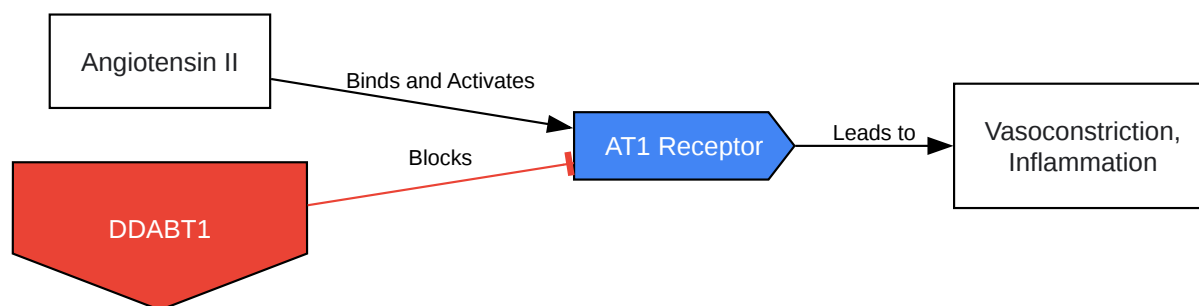 Angiotensin II
Binds and Activates
AT1 Receptor
Leads to
Vasoconstriction,
Inflammation
Blocks
DDABT1